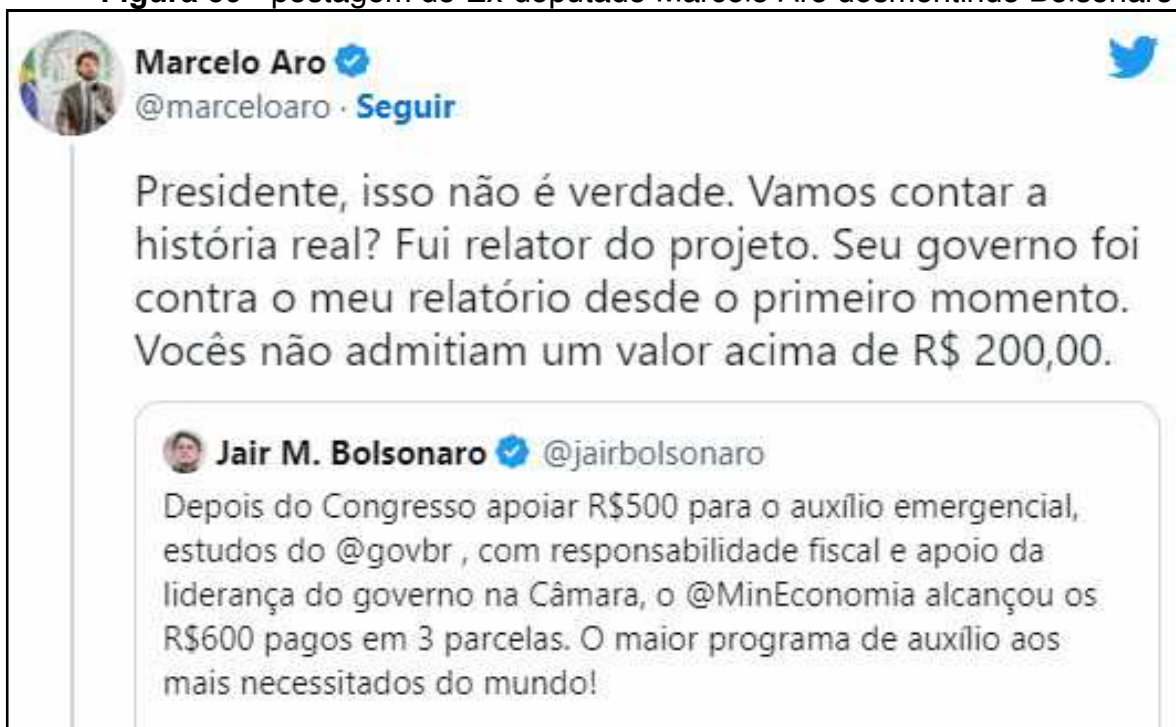 Marcelo Aro
@marceloaro · Seguir
Presidente, isso não é verdade. Vamos contar a
história real? Fui relator do projeto. Seu governo foi
contra o meu relatório desde o primeiro momento.
Vocês não admitiam um valor acima de R$ 200,00.
Jair M. Bolsonaro @jairbolsonaro
Depois do Congresso apoiar R$500 para o auxílio emergencial,
estudos do @govbr , com responsabilidade fiscal e apoio da
liderança do governo na Câmara, o @MinEconomia alcançou os
R$600 pagos em 3 parcelas. O maior programa de auxílio aos
mais necessitados do mundo!